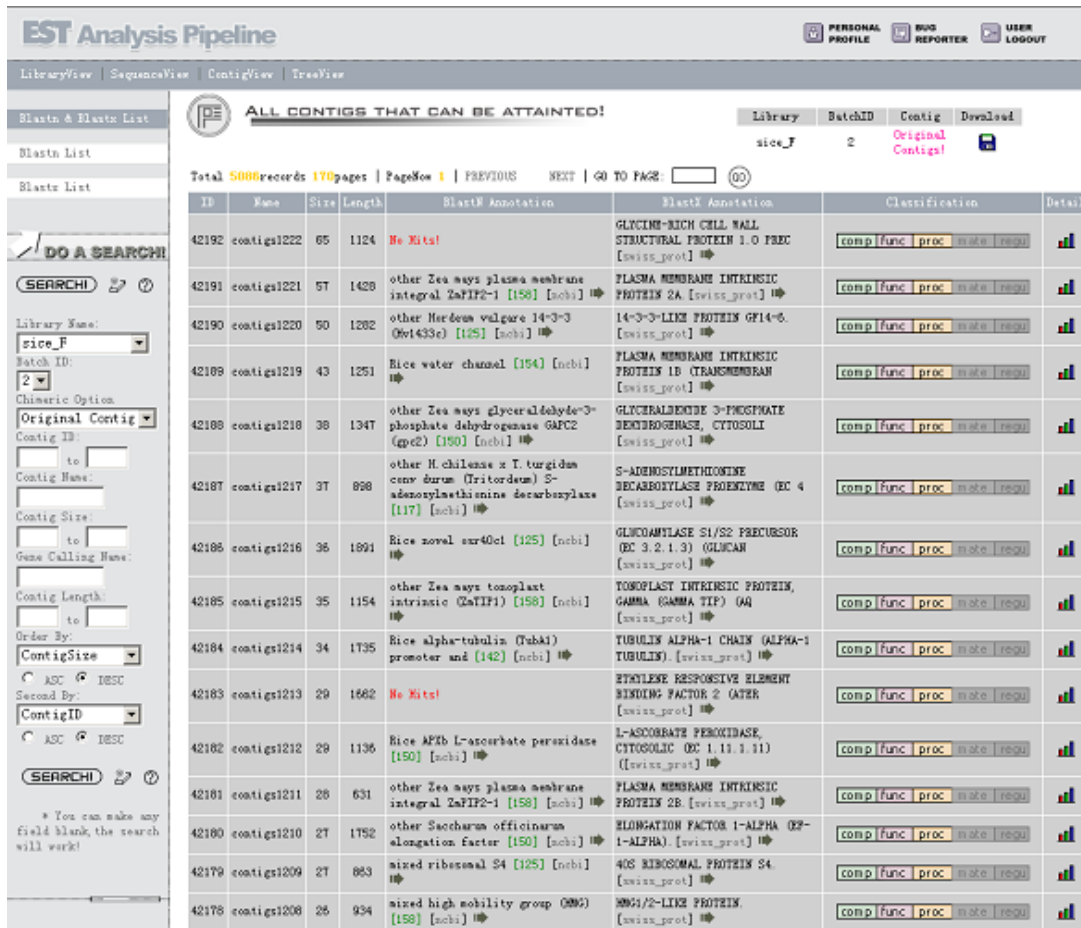 EST Analysis Pipeline
PERSONAL PROFILE
BUG REPORTER
USER LOGOUT
LibraryView | SequenceView | ContigView | TreeView
Blastn & Blastx List
Blastn List
Blastx List
DO A SEARCH!
SEARCH!
Library Name:
sice_F
Batch ID:
2
Chimeric Option
Original Contig
Contig ID:
to
Contig Name:
Contig Size:
to
Gene Calling Name:
Contig Length:
to
Order By:
ContigSize
ASC DESC
Second By:
ContigID
ASC DESC
SEARCH!
* You can make any
field blank, the search
will work!
ALL CONTIGS THAT CAN BE ATTAINTED!
Library BatchID Contig Download
sice_F 2 Original
Contigs!
Total 5086records 170pages | PageNow 1 | PREVIOUS NEXT | GO TO PAGE: GO
ID Name Size Length BlastN Annotation BlastX Annotation Classification Detail
GLYCINE-RICH CELL WALL
42192 contigs1222 65 1124 No Hits! STRUCTURAL PROTEIN 1.0 PREC comp func proc mate regu
[swiss_prot]
other Zea mays plasma membrane PLASMA MEMBRANE INTRINSIC
42191 contigs1221 57 1428 integral ZmPIP2-1 [158] [ncbi] PROTEIN 2A. [swiss_prot] comp func proc mate regu
other Hordeum vulgare 14-3-3 14-3-3-LIKE PROTEIN GF14-6.
42190 contigs1220 50 1282 (Hv1433c) [125] [ncbi] [swiss_prot] comp func proc mate regu
PLASMA MEMBRANE INTRINSIC
42189 contigs1219 43 1251 Rice water channel [154] [ncbi] PROTEIN 1B (TRANSMEMBRAN comp func proc mate regu
[swiss_prot]
other Zea mays glyceraldehyde-3- GLYCERALDEHYDE 3-PHOSPHATE
42188 contigs1218 38 1347 phosphate dehydrogenase GAPC2 DEHYDROGENASE, CYTOSOLI comp func proc mate regu
(gpc2) [150] [ncbi] [swiss_prot]
other H.chilense x T.turgidum
conv durum (Tritordeum) S- S-ADENOSYLMETHIONINE
42187 contigs1217 37 898 adenosylmethionine decarboxylase DECARBOXYLASE PROENZYME (EC 4 comp func proc mate regu
[117] [ncbi] [swiss_prot]
GLUCOAMYLASE S1/S2 PRECURSOR
42186 contigs1216 36 1891 Rice novel osr40c1 [125] [ncbi] (EC 3.2.1.3) (GLUCAN comp func proc mate regu
[swiss_prot]
other Zea mays tonoplast TONOPLAST INTRINSIC PROTEIN,
42185 contigs1215 35 1154 intrinsic (ZmTIP1) [158] [ncbi] GAMMA (GAMMA TIP) (AQ comp func proc mate regu
[swiss_prot]
Rice alpha-tubulin (TubA1) TUBULIN ALPHA-1 CHAIN (ALPHA-1
42184 contigs1214 34 1735 promoter and [142] [ncbi] TUBULIN). [swiss_prot] comp func proc mate regu
ETHYLENE RESPONSIVE ELEMENT
42183 contigs1213 29 1662 No Hits! BINDING FACTOR 2 (ATER comp func proc mate regu
[swiss_prot]
Rice APXb L-ascorbate peroxidase L-ASCORBATE PEROXIDASE,
42182 contigs1212 29 1136 [150] [ncbi] CYTOSOLIC (EC 1.11.1.11) comp func proc mate regu
([swiss_prot]
other Zea mays plasma membrane PLASMA MEMBRANE INTRINSIC
42181 contigs1211 28 631 integral ZmPIP2-1 [158] [ncbi] PROTEIN 2B. [swiss_prot] comp func proc mate regu
other Saccharum officinarum ELONGATION FACTOR 1-ALPHA (EF-
42180 contigs1210 27 1752 elongation factor [150] [ncbi] 1-ALPHA). [swiss_prot] comp func proc mate regu
mixed ribosomal S4 [125] [ncbi] 40S RIBOSOMAL PROTEIN S4.
42179 contigs1209 27 863 [swiss_prot] comp func proc mate regu
mixed high mobility group (HMG) HMG1/2-LIKE PROTEIN.
42178 contigs1208 26 934 [158] [ncbi] [swiss_prot] comp func proc mate regu